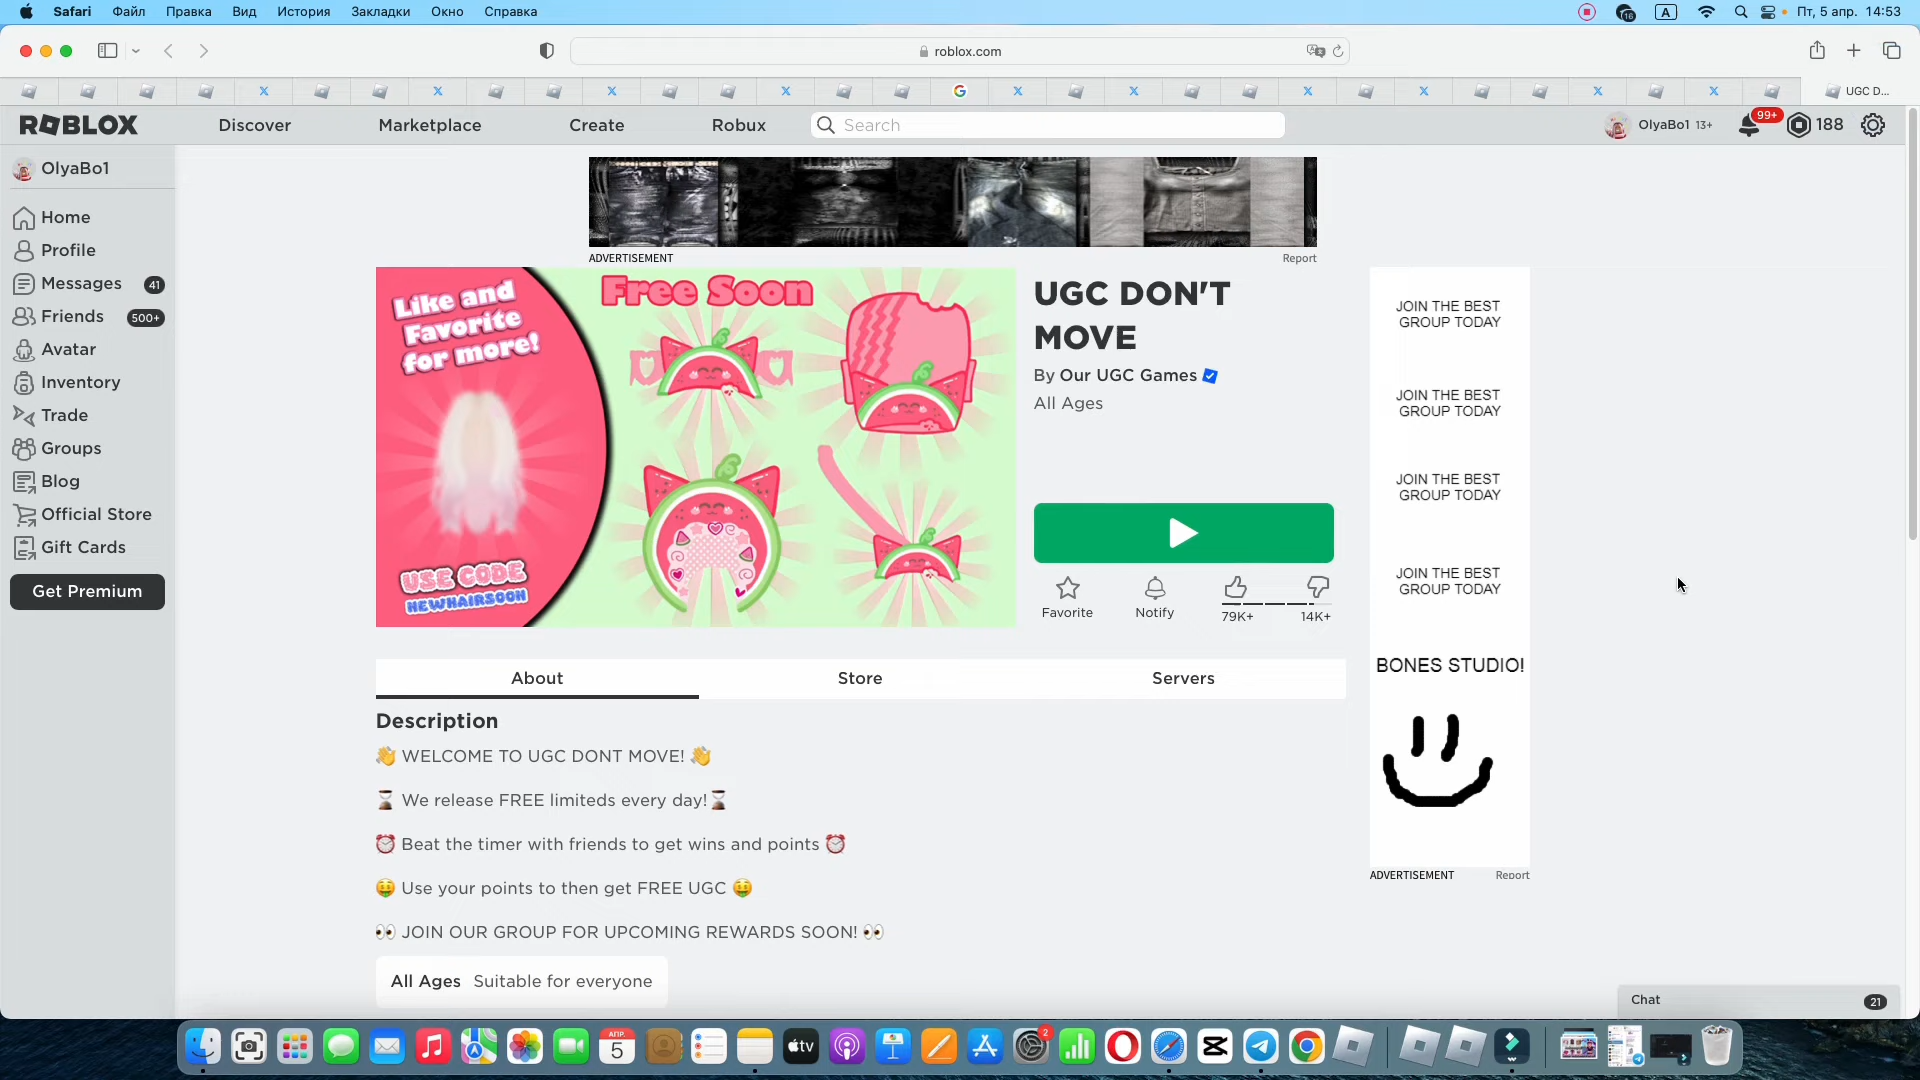 Safari Файл Правка Вид История Закладки Окно Справка
16 A Пт, 5 апр. 14:53
roblox.com
UGC D...
ROBLOX Discover Marketplace Create Robux Search OlyaBo1 13+ 99+ 188
OlyaBo1
Home
Profile
Messages 41
Friends 500+
Avatar
Inventory
Trade
Groups
Blog
Official Store
Gift Cards
Get Premium
ADVERTISEMENT Report
Like and
Favorite
for more!
USE CODE
NEWHAIRSOON
Free Soon
UGC DON'T
MOVE
By Our UGC Games
All Ages
Favorite Notify 79K+ 14K+
JOIN THE BEST
GROUP TODAY
JOIN THE BEST
GROUP TODAY
JOIN THE BEST
GROUP TODAY
JOIN THE BEST
GROUP TODAY
BONES STUDIO!
ADVERTISEMENT Report
About Store Servers
Description
👋 WELCOME TO UGC DONT MOVE! 👋
⌛ We release FREE limiteds every day!⌛
⏰ Beat the timer with friends to get wins and points ⏰
🤑 Use your points to then get FREE UGC 🤑
👀 JOIN OUR GROUP FOR UPCOMING REWARDS SOON! 👀
All Ages Suitable for everyone
Chat 21
АПР.
5
tv
2